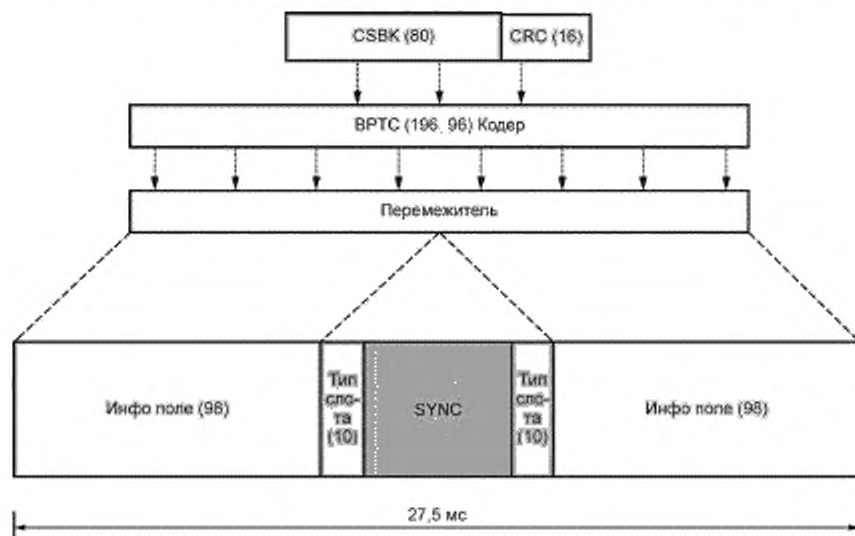 CSBK (80)
CRC (16)
BPTC (196, 96) Кодер
Перемежитель
Инфо поле (98)
Тип
сло-
та
(10)
SYNC
Тип
сло-
та
(10)
Инфо поле (98)
27,5 мс